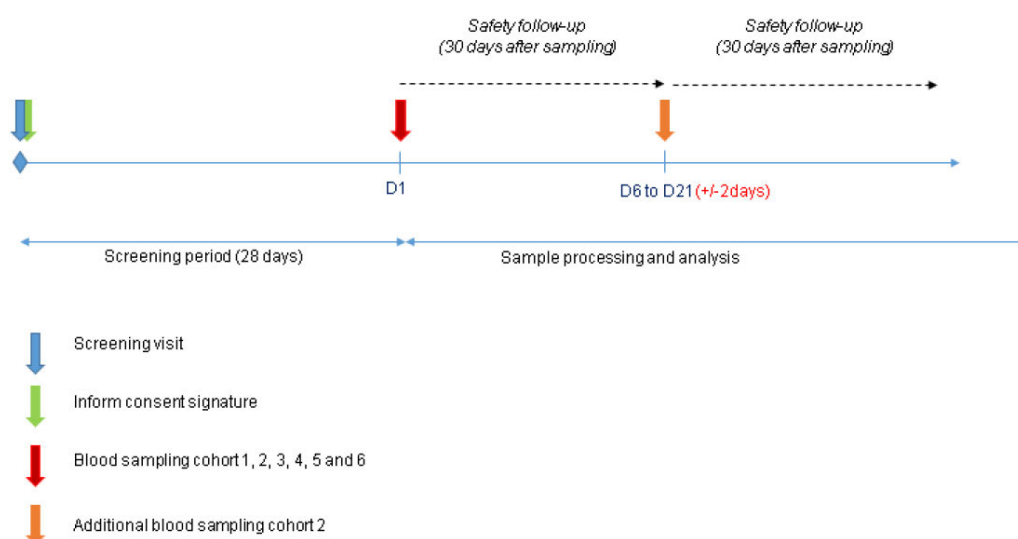 Safety follow-up
(30 days after sampling)
Safety follow-up
(30 days after sampling)
D1
D6 to D21 (+/-2days)
Screening period (28 days)
Sample processing and analysis
Screening visit
Inform consent signature
Blood sampling cohort 1, 2, 3, 4, 5 and 6
Additional blood sampling cohort 2